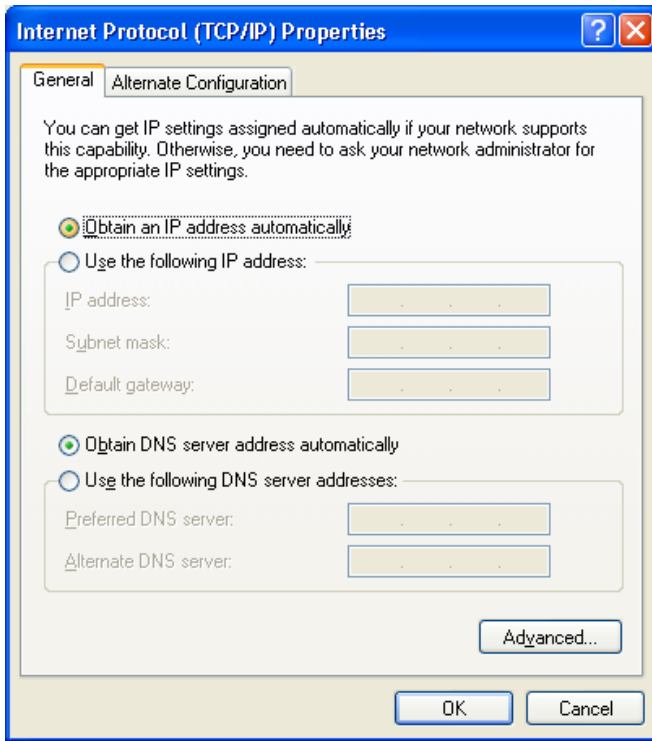 Internet Protocol (TCP/IP) Properties
General
Alternate Configuration
You can get IP settings assigned automatically if your network supports
this capability. Otherwise, you need to ask your network administrator for
the appropriate IP settings.
Obtain an IP address automatically
Use the following IP address:
IP address:
Subnet mask:
Default gateway:
Obtain DNS server address automatically
Use the following DNS server addresses:
Preferred DNS server:
Alternate DNS server:
Advanced...
OK
Cancel